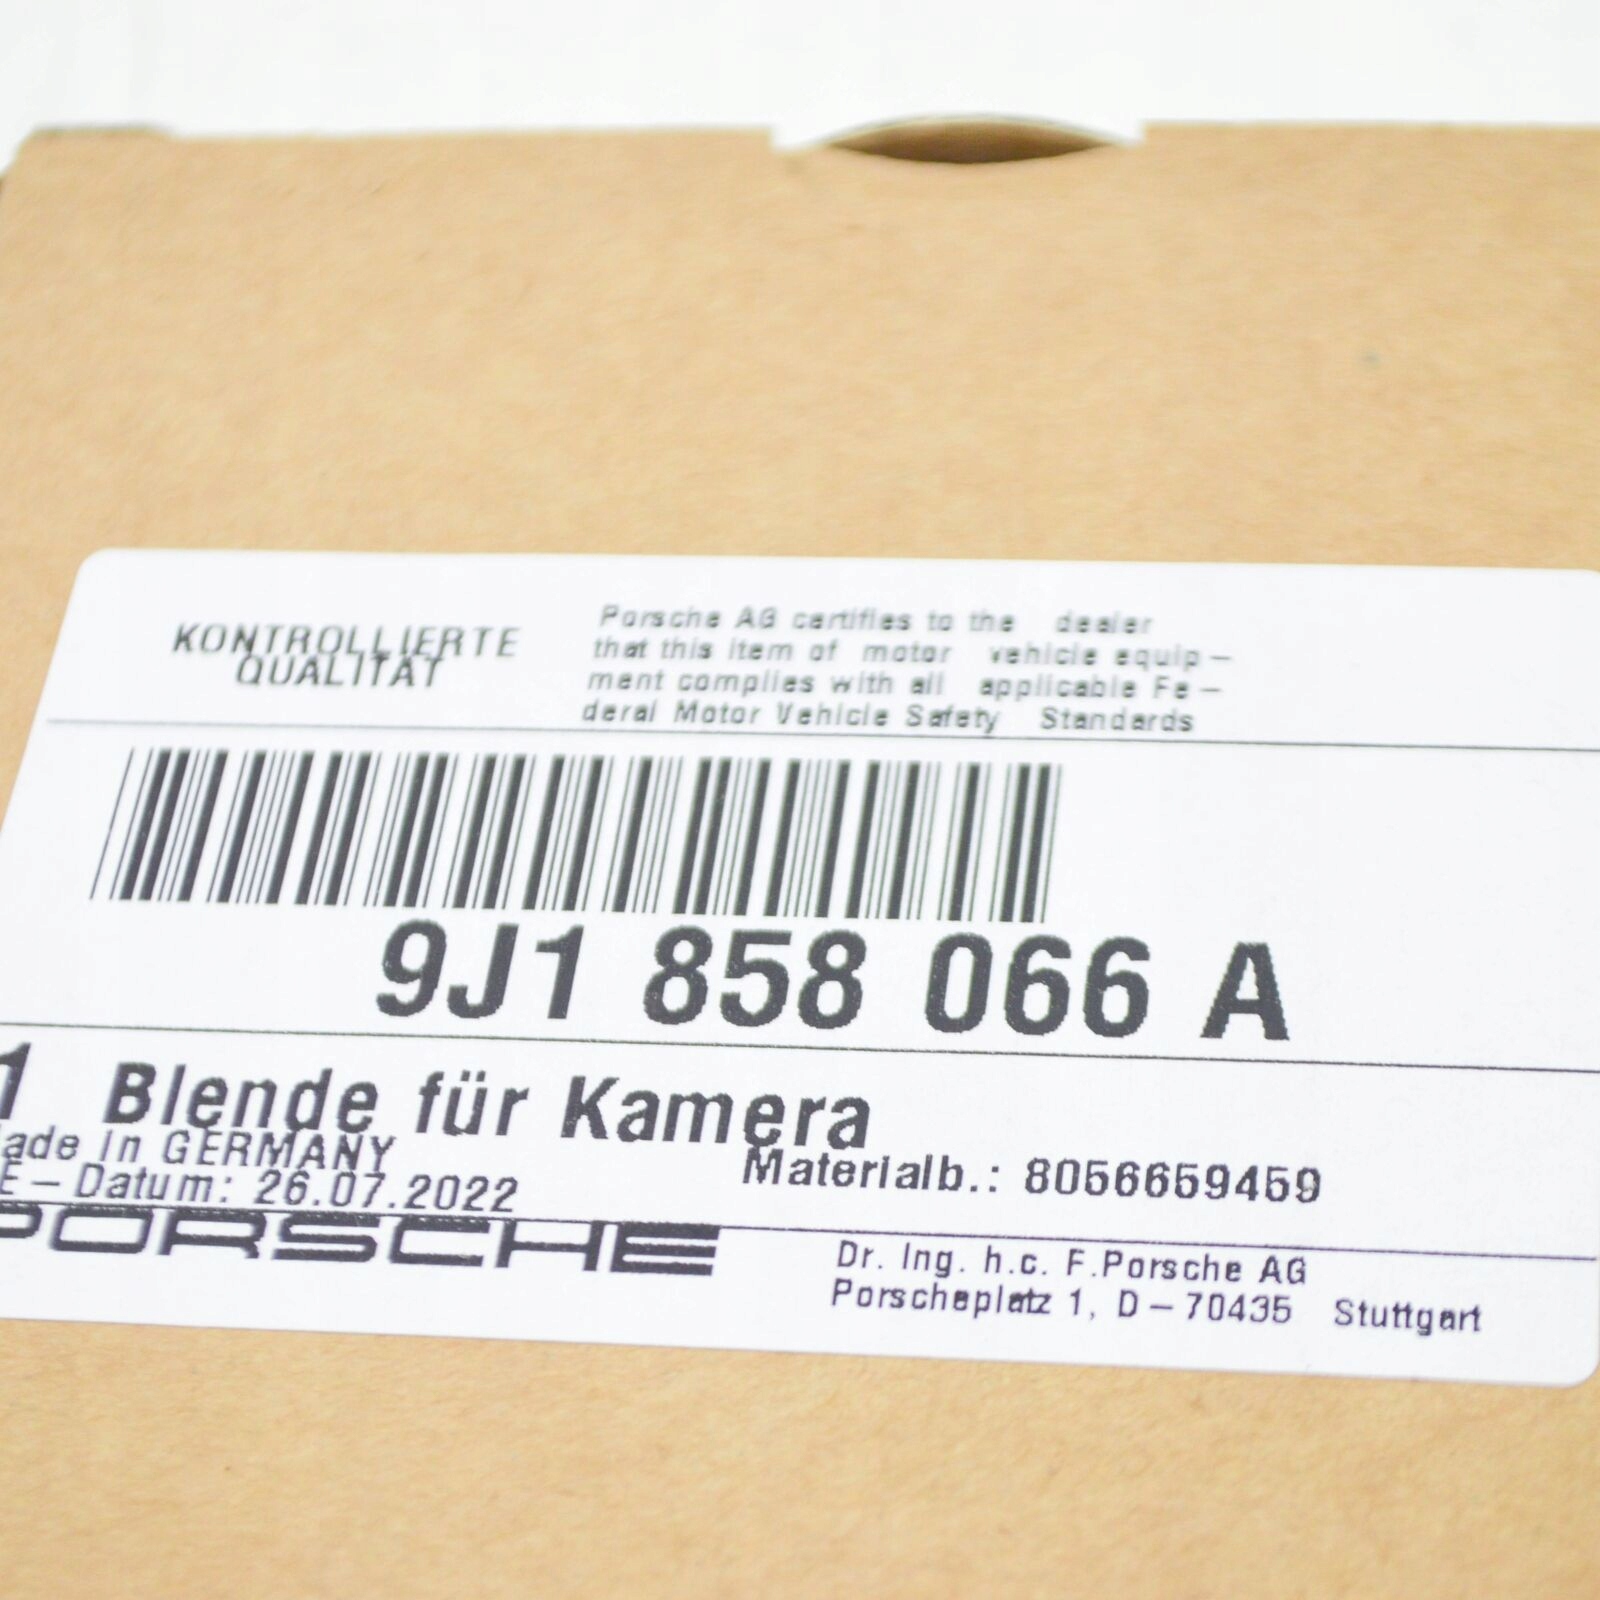 KONTROLLIERTE
QUALITÄT
Porsche AG certifies to the dealer
that this item of motor vehicle equip –
ment complies with all applicable Fe –
deral Motor Vehicle Safety Standards
9J1 858 066 A
1 Blende für Kamera
ade in GERMANY
E – Datum: 26.07.2022
Materialb.: 8056659459
PORSCHE
Dr. Ing. h.c. F.Porsche AG
Porscheplatz 1, D – 70435 Stuttgart